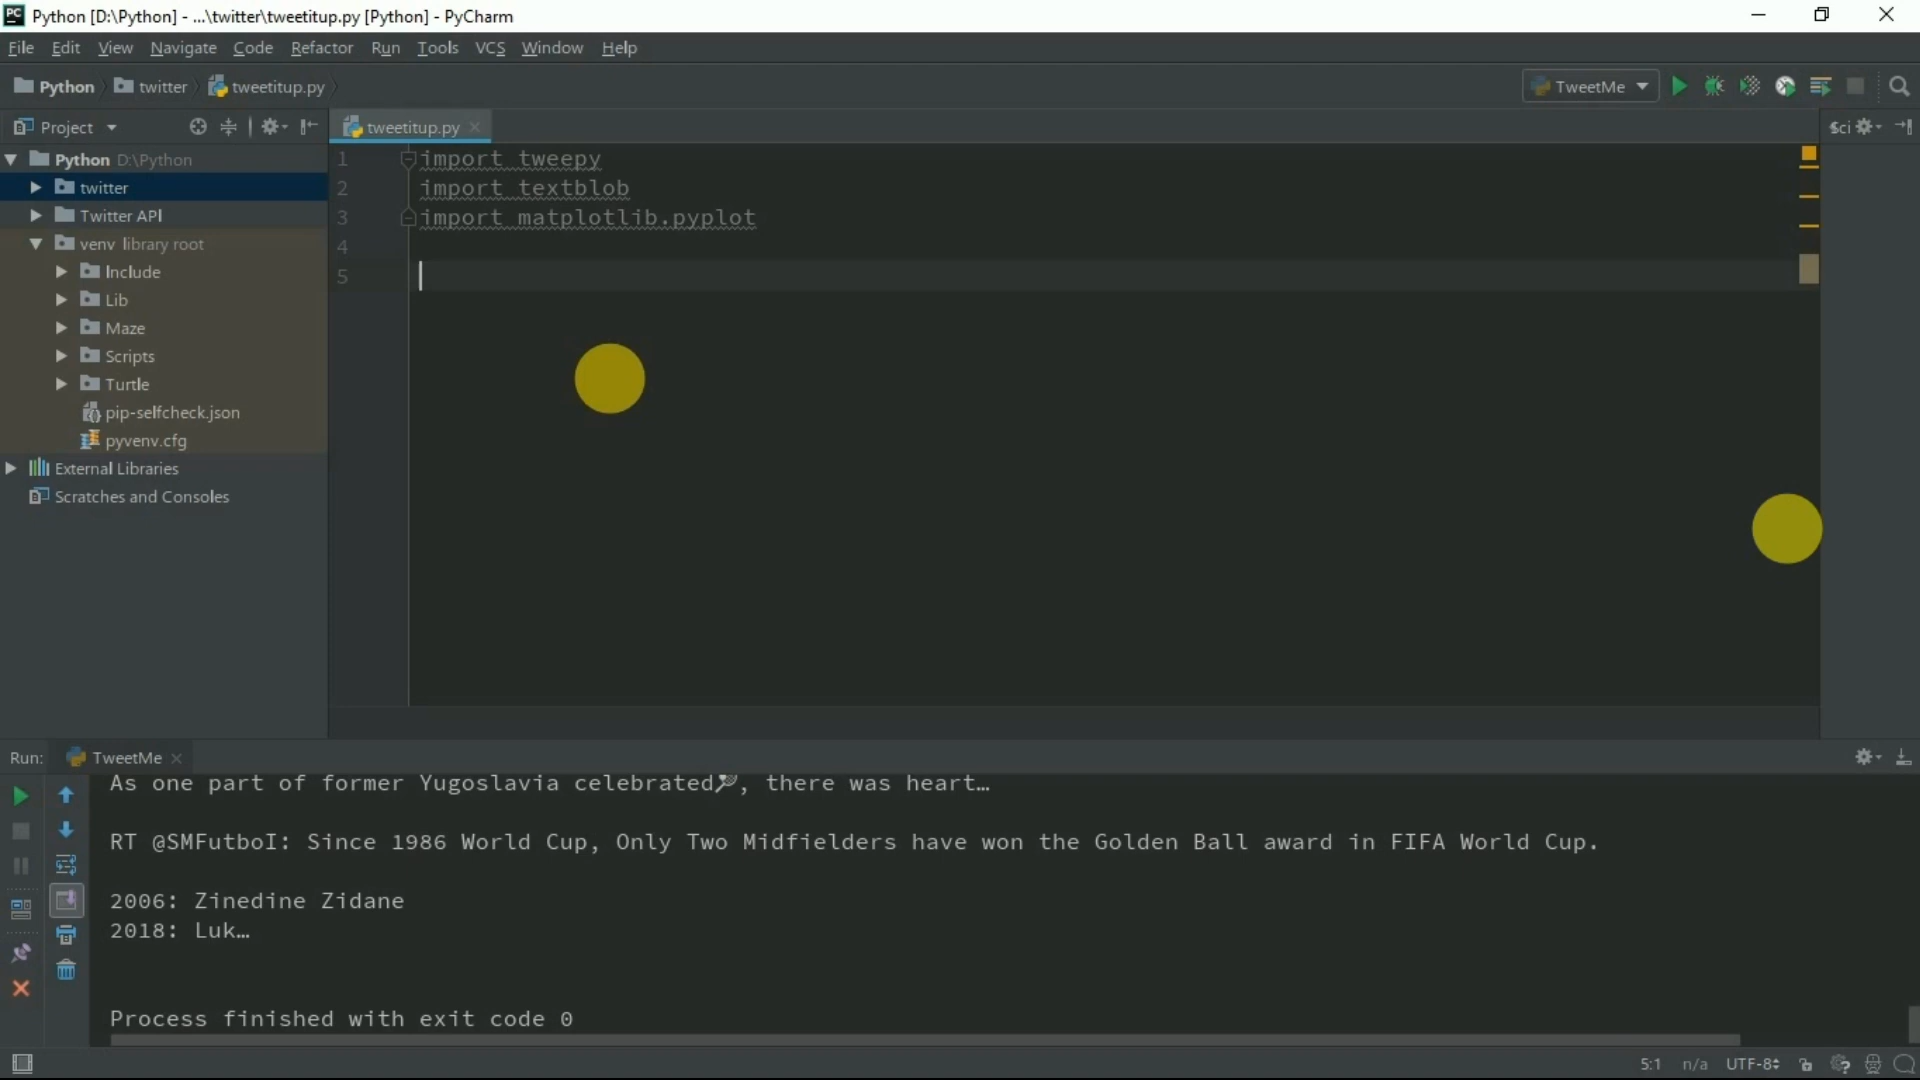 Python [D:\Python] - ...\twitter\tweetitup.py [Python] - PyCharm
File Edit View Navigate Code Refactor Run Tools VCS Window Help
Python twitter tweetitup.py TweetMe
Project tweetitup.py Sci
Python D:\Python
twitter
Twitter API
venv library root
Include
Lib
Maze
Scripts
Turtle
pip-selfcheck.json
pyvenv.cfg
External Libraries
Scratches and Consoles
1 import tweepy
2 import textblob
3 import matplotlib.pyplot
4
5
Run: TweetMe
As one part of former Yugoslavia celebrated🎾, there was heart…
RT @SMFutboI: Since 1986 World Cup, Only Two Midfielders have won the Golden Ball award in FIFA World Cup.
2006: Zinedine Zidane
2018: Luk…
Process finished with exit code 0
5:1 n/a UTF-8